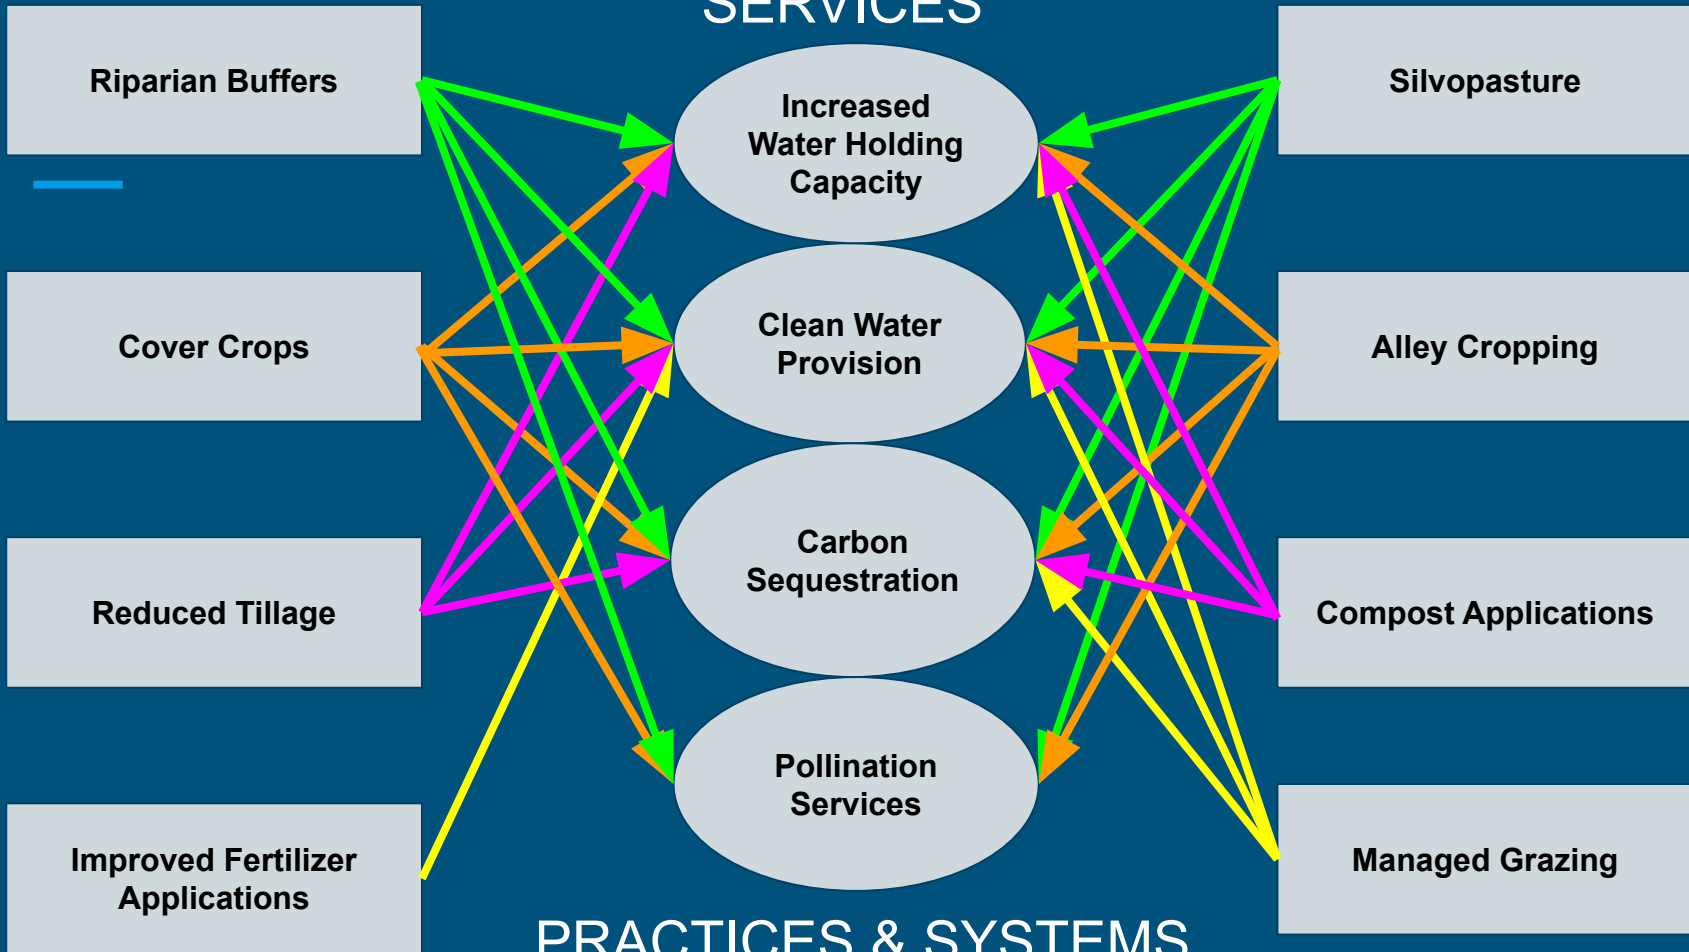 SERVICES
Riparian Buffers
Cover Crops
Reduced Tillage
Improved Fertilizer
Applications
Increased
Water Holding
Capacity
Clean Water
Provision
Carbon
Sequestration
Pollination
Services
Silvopasture
Alley Cropping
Compost Applications
Managed Grazing
PRACTICES & SYSTEMS